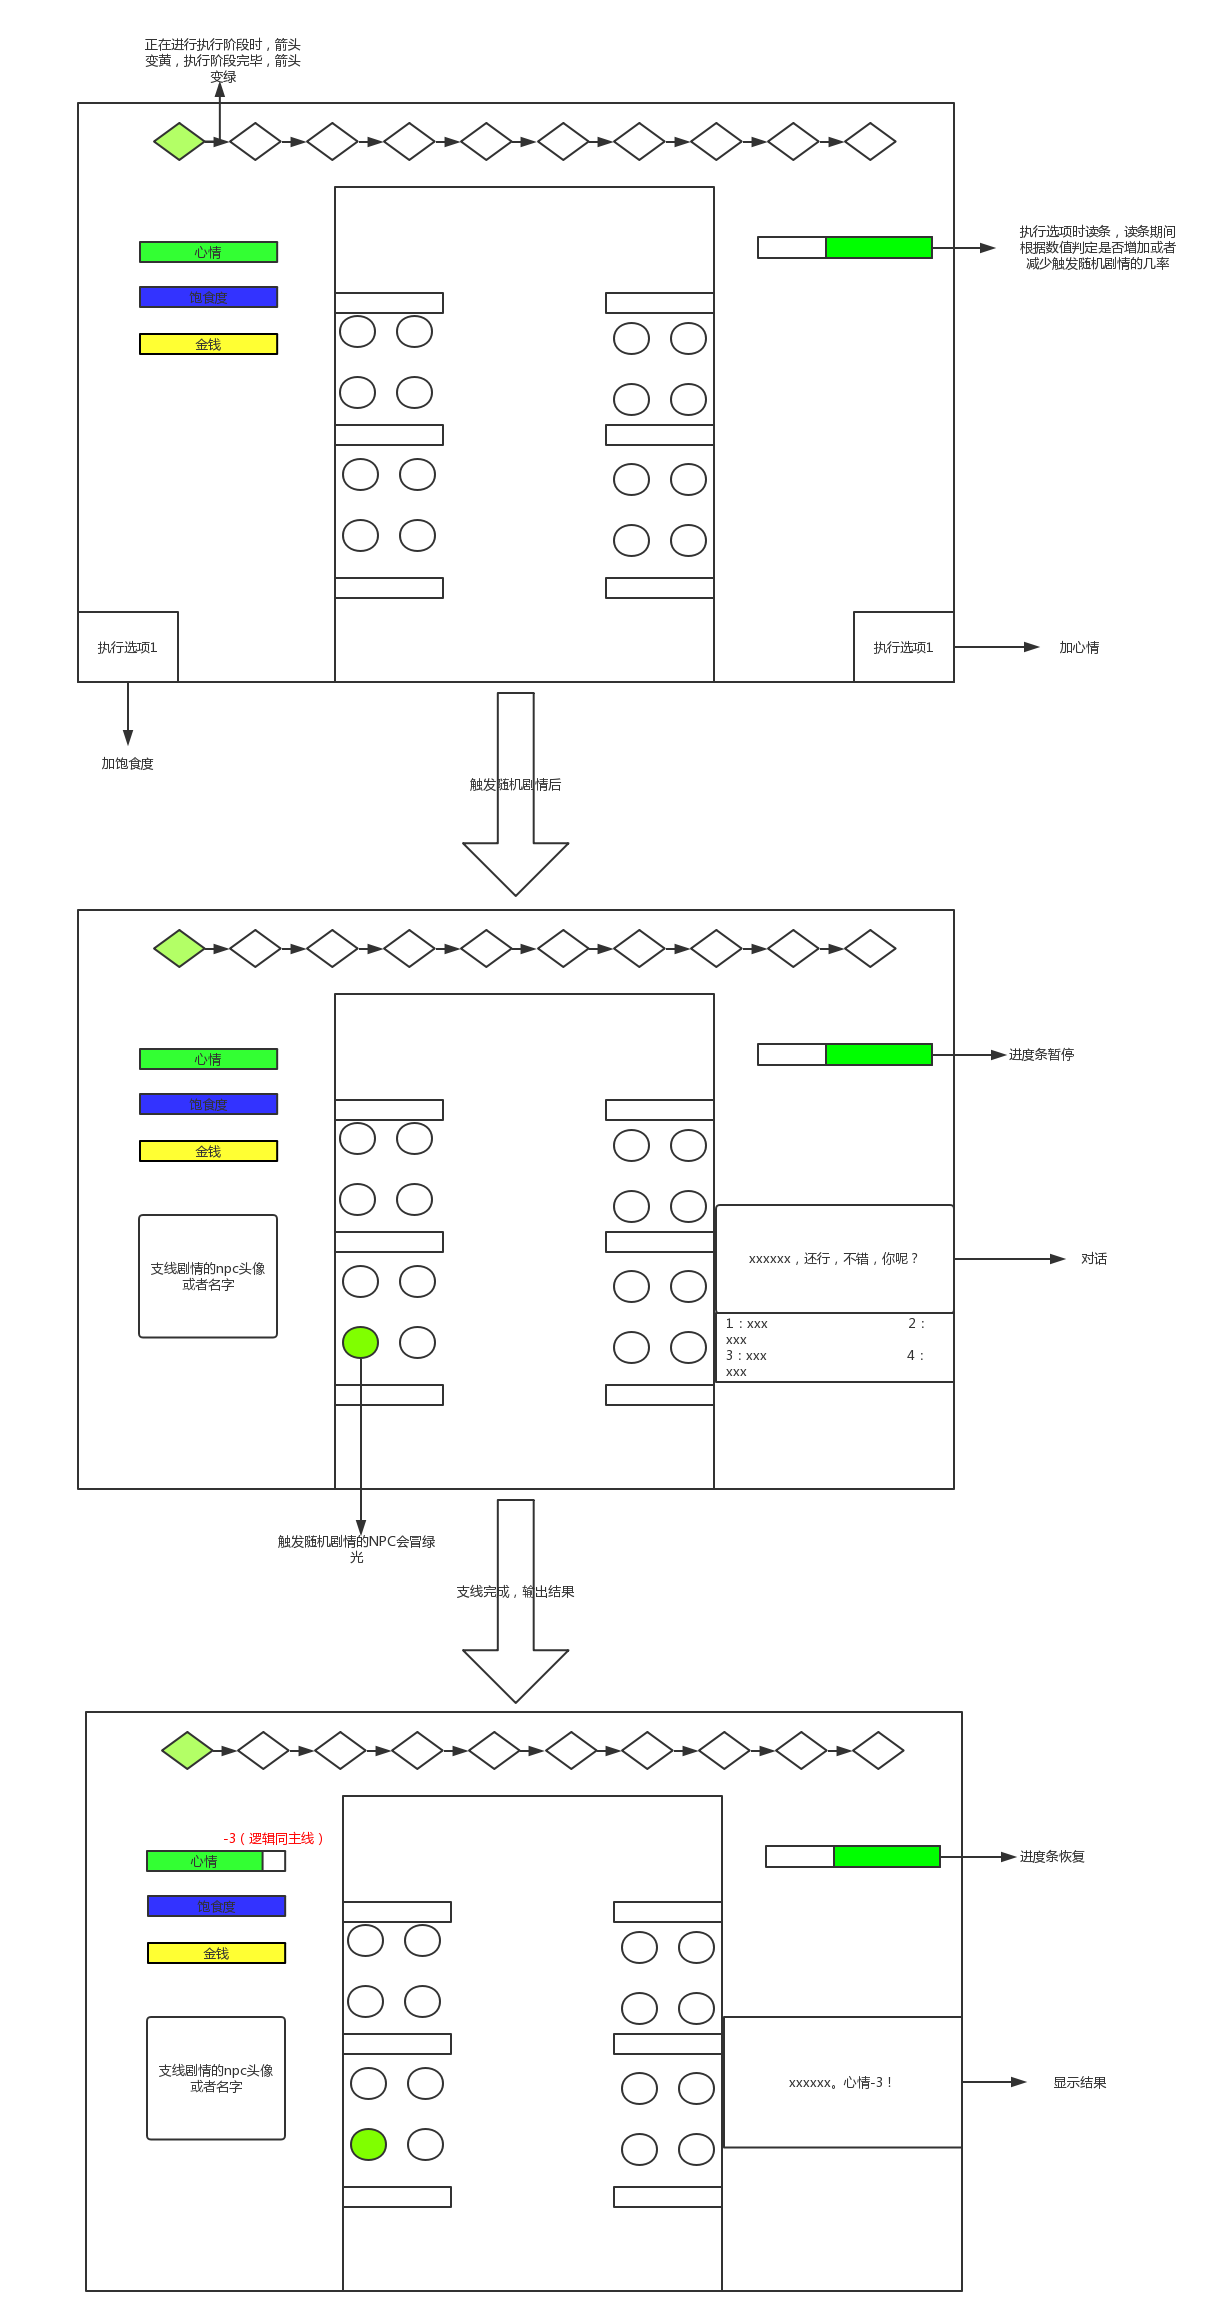 正在进行执行阶段时，箭头
变黄，执行阶段完毕，箭头
变绿
心情
饱食度
金钱
执行选项时读条，读条期间
根据数值判定是否增加或者
减少触发随机剧情的几率
执行选项1
执行选项1
加心情
加饱食度
触发随机剧情后
心情
饱食度
金钱
进度条暂停
支线剧情的npc头像
或者名字
xxxxxx，还行，不错，你呢？
对话
1：xxx 2：
xxx
3：xxx 4：
xxx
触发随机剧情的NPC会冒绿
光
支线完成，输出结果
-3（逻辑同主线）
心情
饱食度
金钱
进度条恢复
支线剧情的npc头像
或者名字
xxxxxx。心情-3！
显示结果